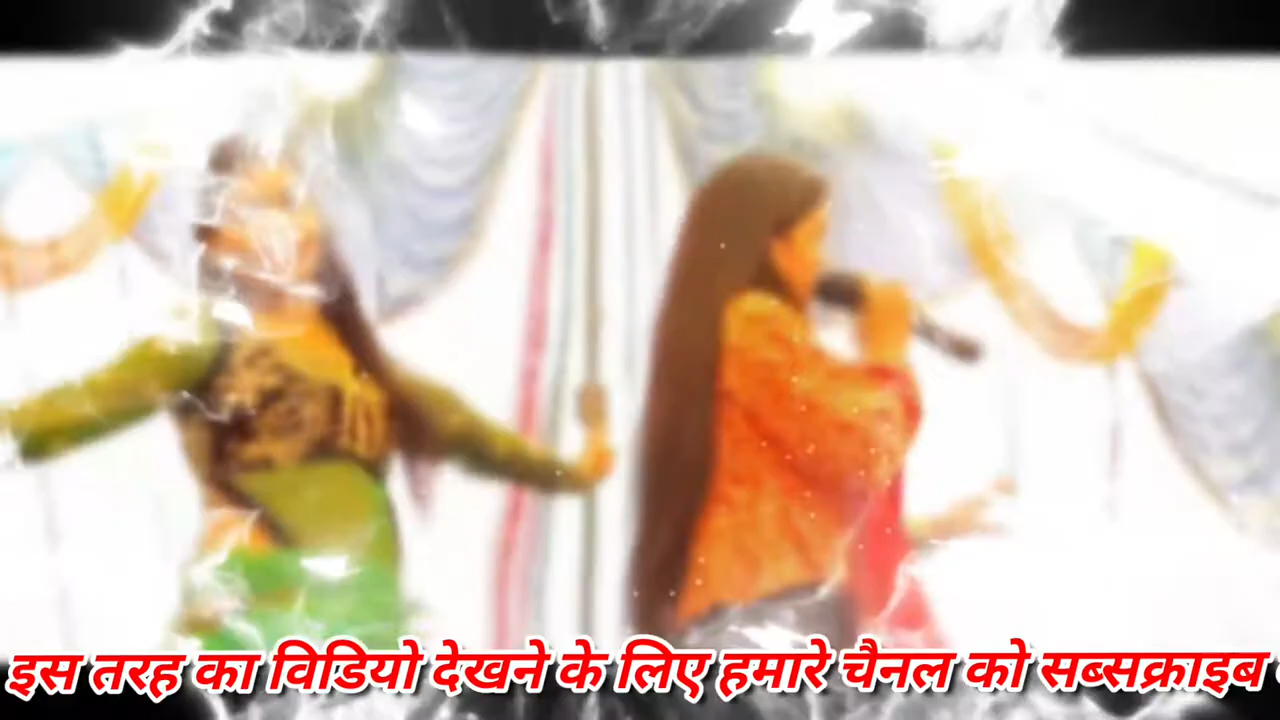 इस तरह का विडियो देखने के लिए हमारे चैनल को सब्सक्राइब